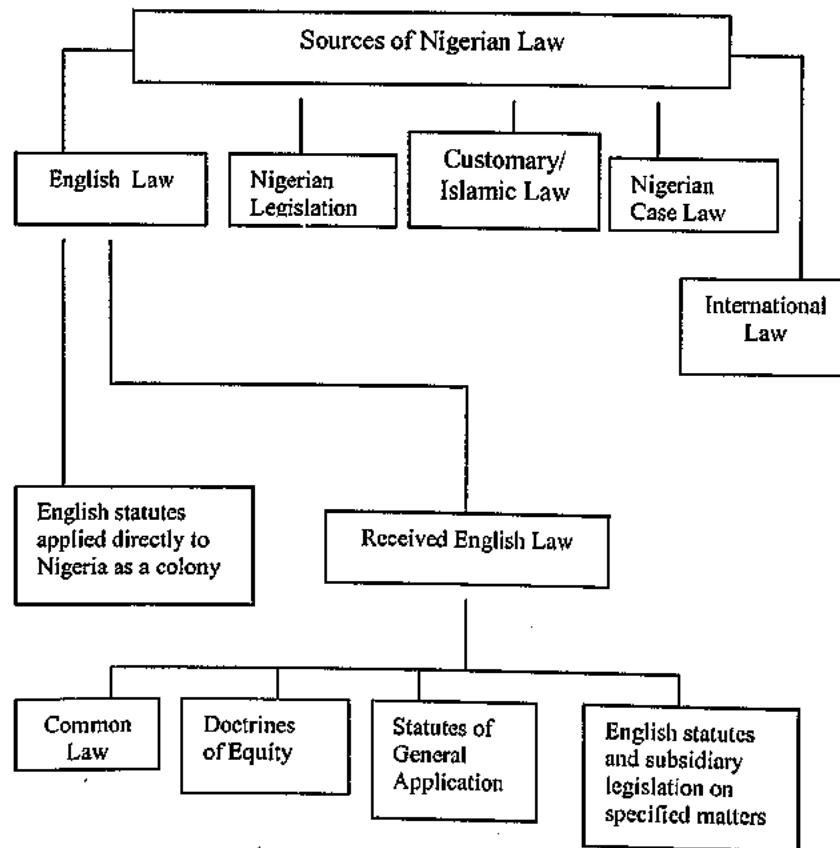 Sources of Nigerian Law
English Law
Nigerian
Legislation
Customary/
Islamic Law
Nigerian
Case Law
International
Law
English statutes
applied directly to
Nigeria as a colony
Received English Law
Common
Law
Doctrines
of Equity
Statutes of
General
Application
English statutes
and subsidiary
legislation on
specified matters